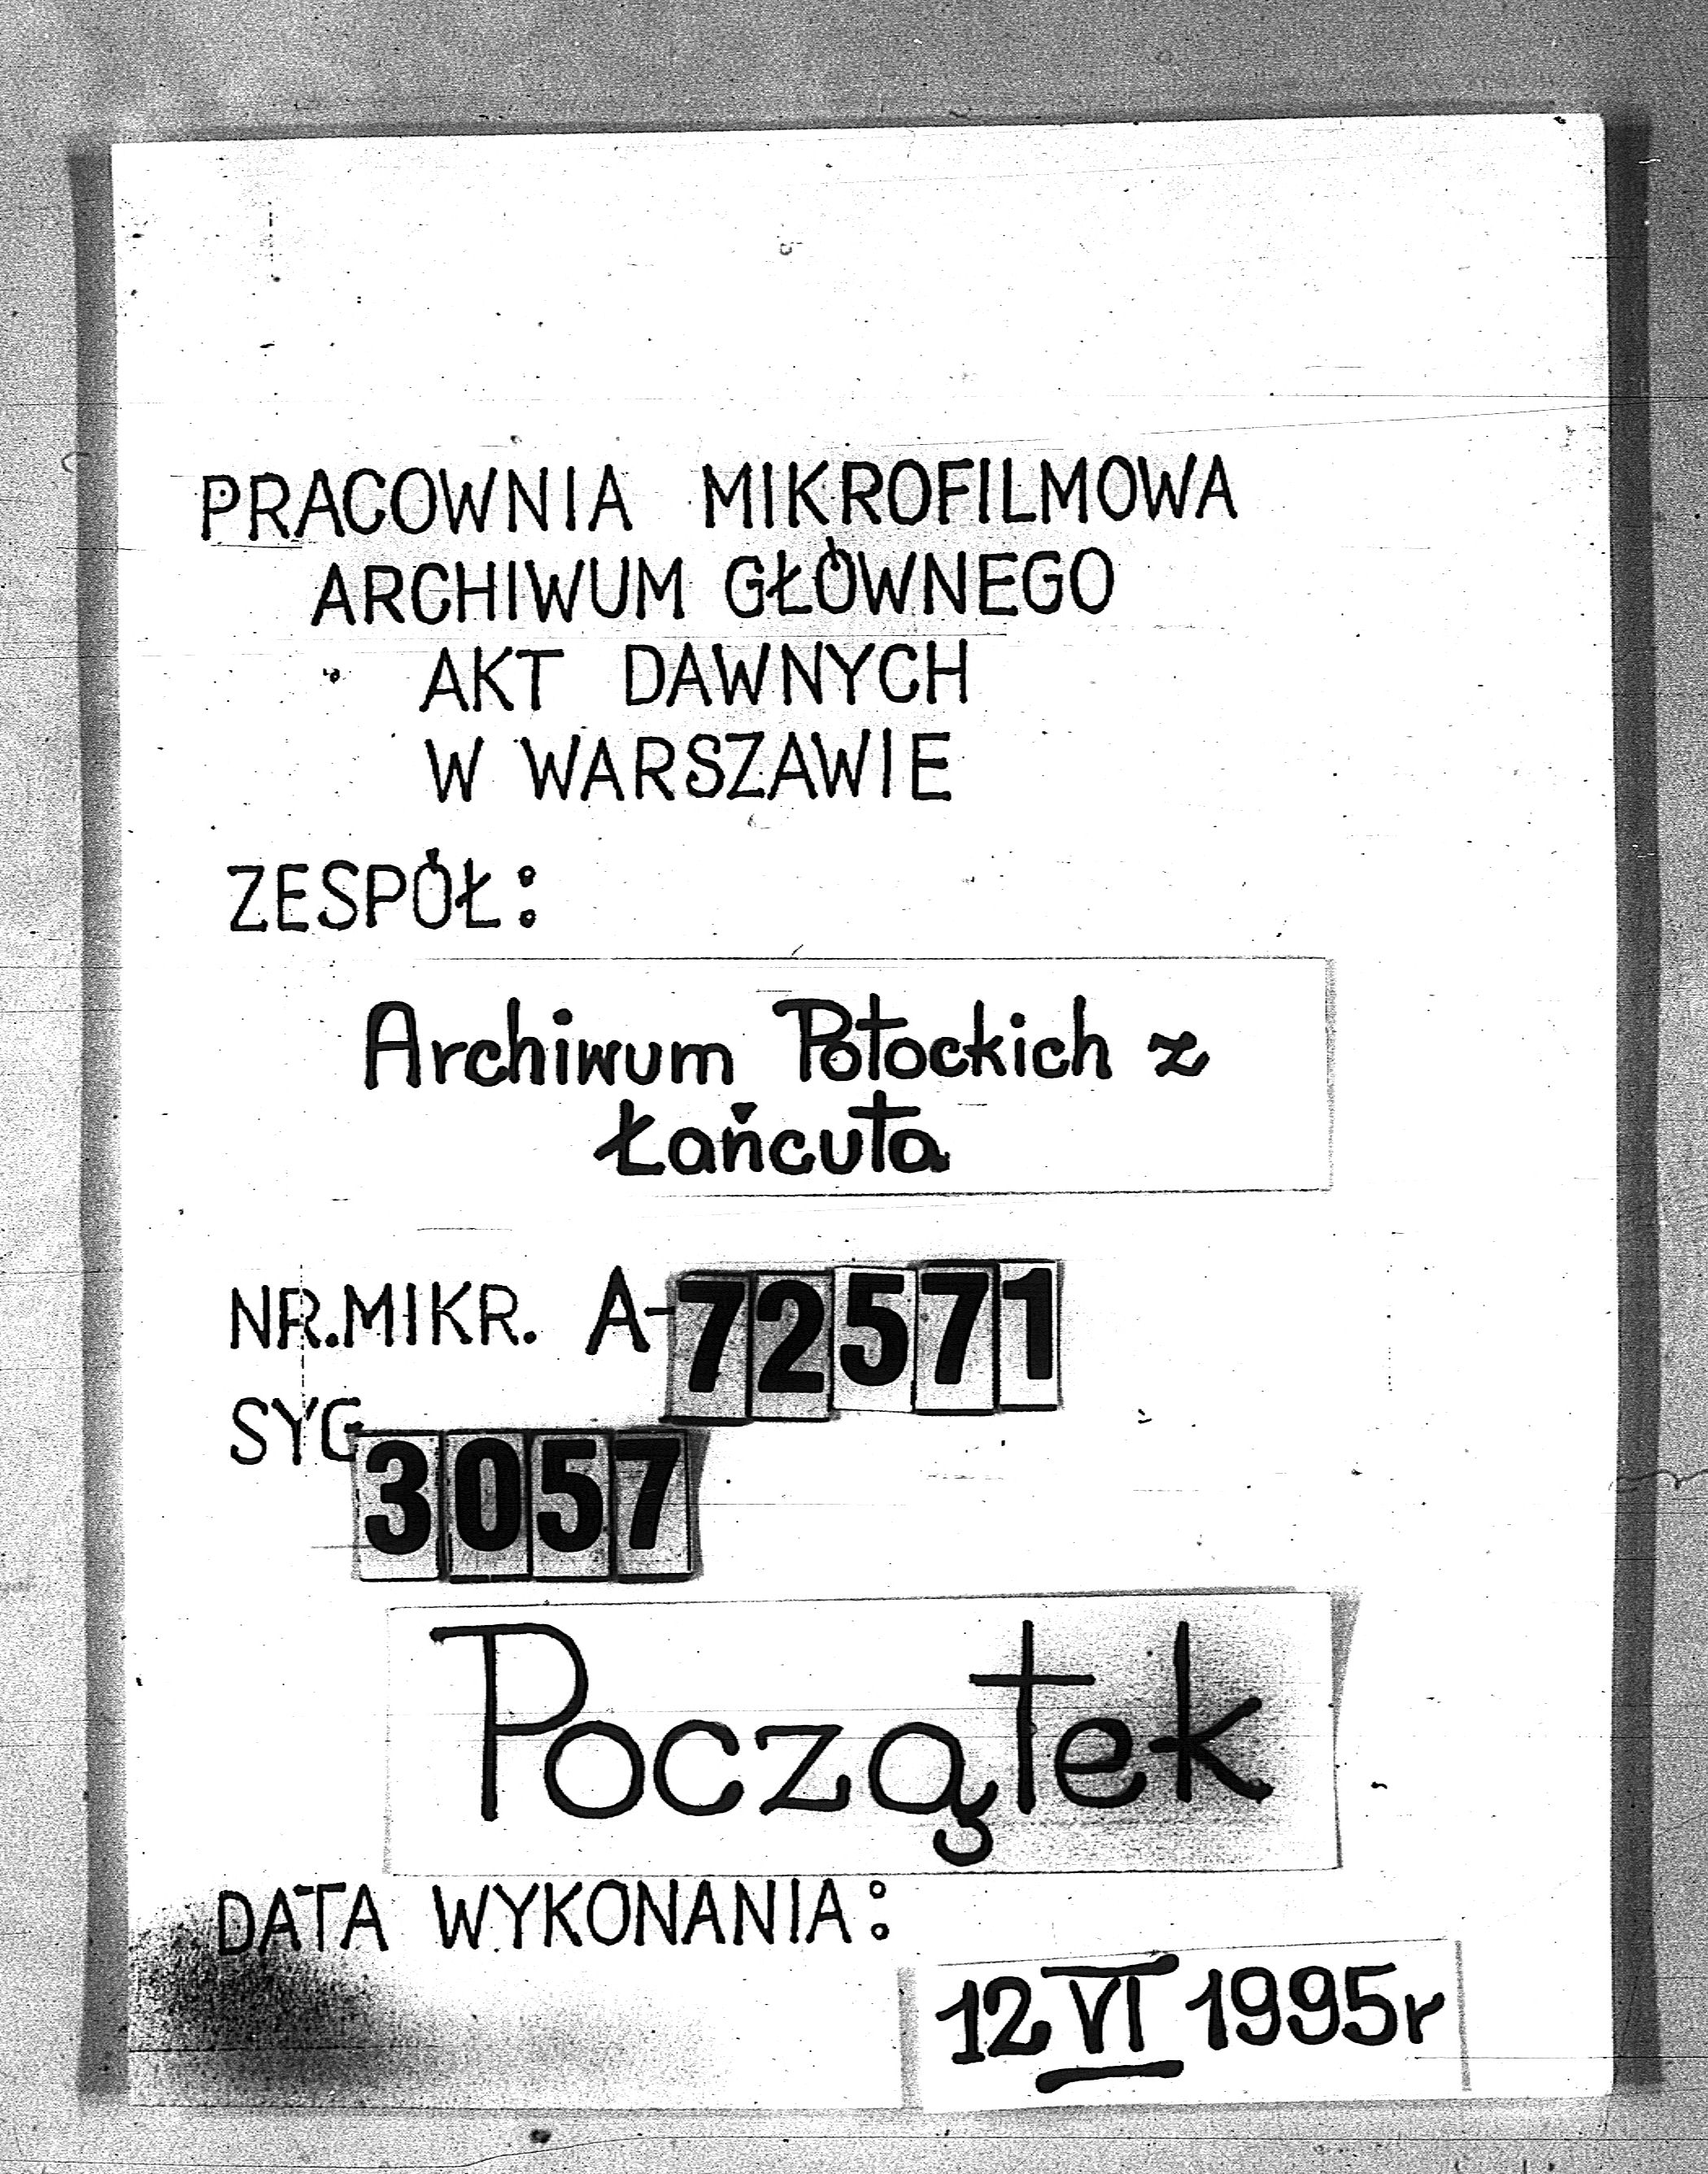 PRACOWNIA MIKROFILMOWA
ARCHIWUM GŁÓWNEGO
AKT DAWNYCH
W WARSZAWIE
ZESPÓŁ:
Archiwum Potockich z
Łańcuta
NR.MIKR. A-72571
SYG 3057
Początek
DATA WYKONANIA:
12 VI 1995r